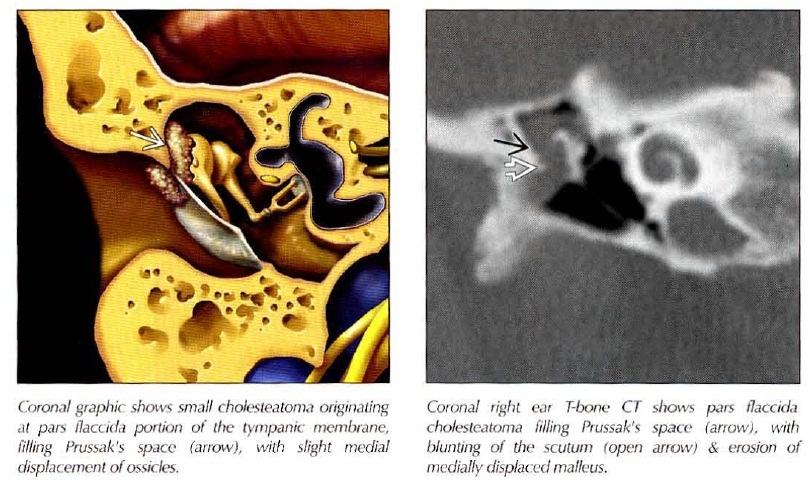 Coronal graphic shows small cholesteatoma originating
at pars flaccida portion of the tympanic membrane,
filling Prussak's space (arrow), with slight medial
displacement of ossicles.
Coronal right ear T-bone CT shows pars flaccida
cholesteatoma filling Prussak's space (arrow), with
blunting of the scutum (open arrow) & erosion of
medially displaced malleus.